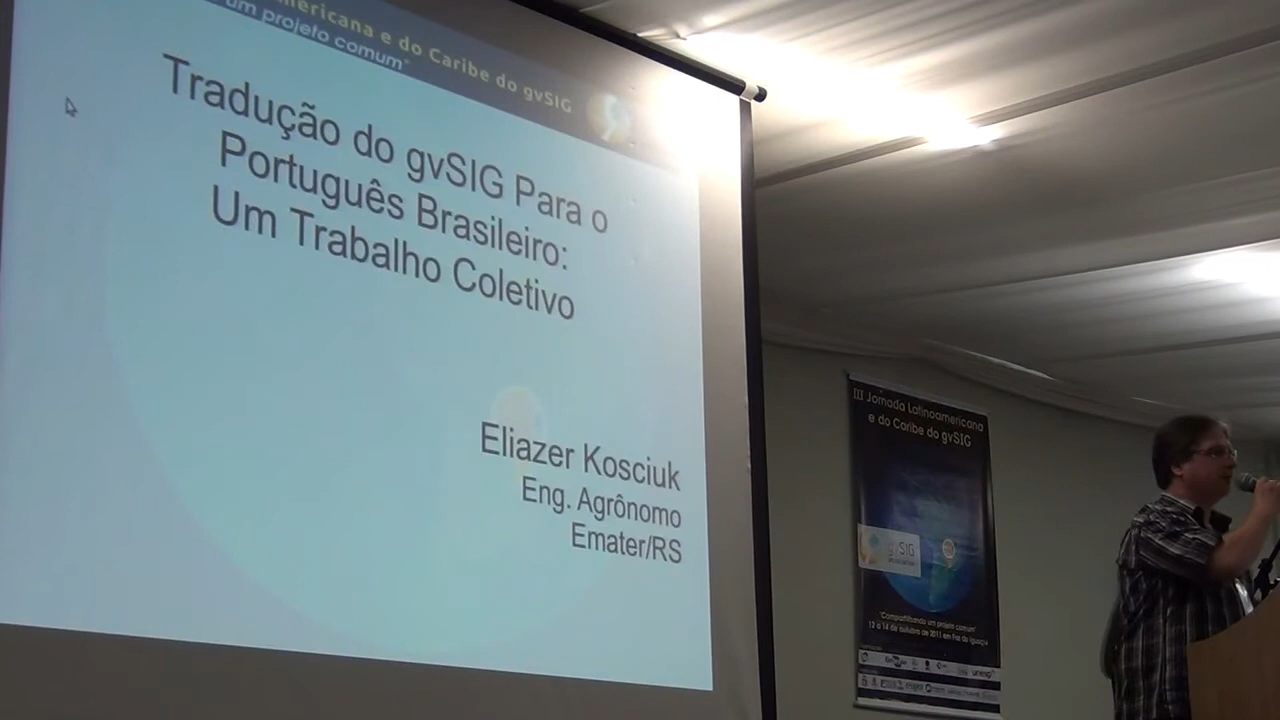 mericana e do Caribe do gvSIG
um projeto comum"
Tradução do gvSIG Para o
Português Brasileiro:
Um Trabalho Coletivo
Eliazer Kosciuk
Eng. Agrônomo
Emater/RS
III Jornada Latinoamericana
e do Caribe do gvSIG
gvSIG
"Compartilhando um projeto comum"
12 a 14 de outubro de 2011 em Foz do Iguaçu